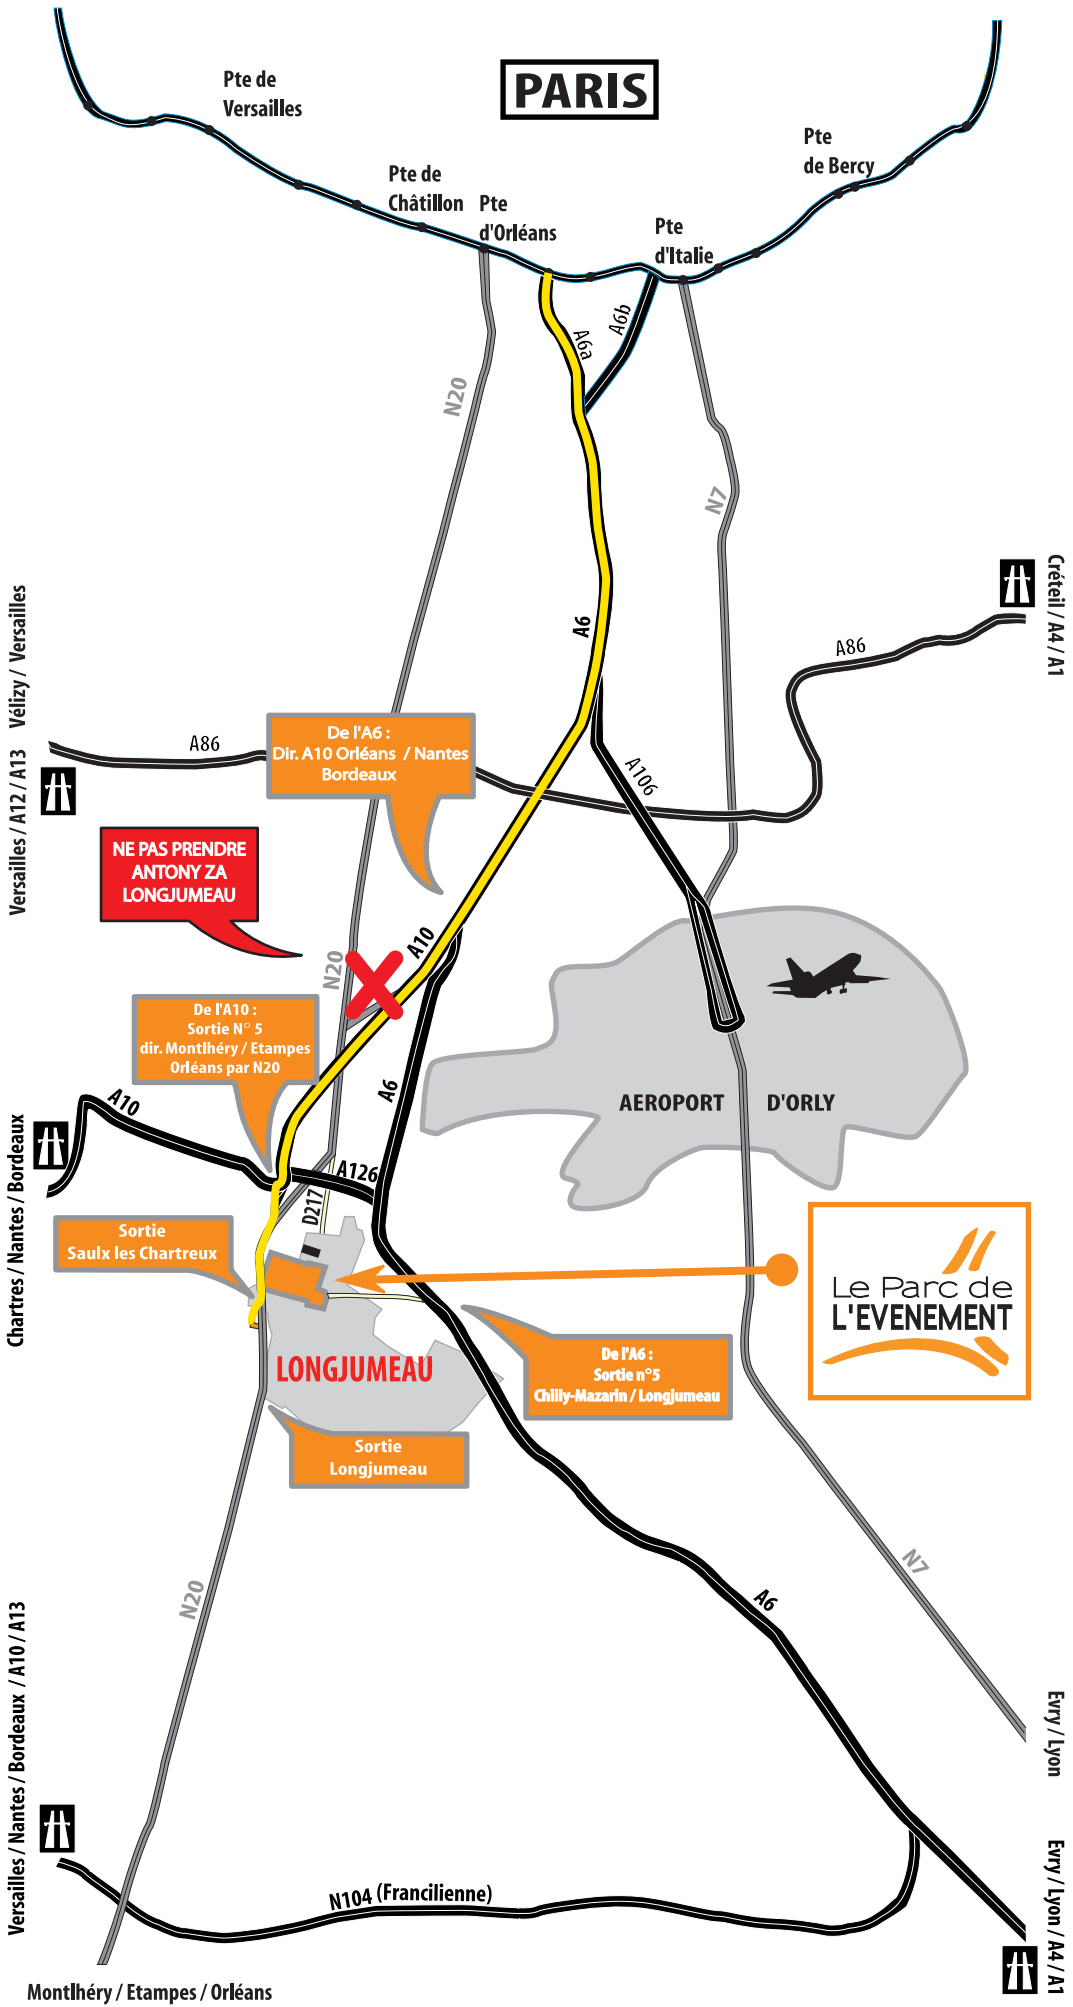 PARIS
Pte de
Versailles
Pte
de Bercy
Pte de
Châtillon
Pte
d'Orléans
Pte
d'Italie
A6b
A6a
N20
N7
Créteil / A4 / A1
A6
A86
Versailles / A12 / A13   Vélizy / Versailles
A86
De l'A6 :
Dir. A10 Orléans / Nantes
Bordeaux
A106
NE PAS PRENDRE
ANTONY ZA
LONGJUMEAU
A10
N20
De l'A10 :
Sortie N° 5
dir. Montlhéry / Etampes
Orléans par N20
A6
AEROPORT D'ORLY
A10
Chartres / Nantes / Bordeaux
A126
D217
Sortie
Saulx les Chartreux
Le Parc de
L'EVENEMENT
LONGJUMEAU
De l'A6 :
Sortie n°5
Chilly-Mazarin / Longjumeau
Sortie
Longjumeau
N7
N20
A6
Versailles / Nantes / Bordeaux / A10 / A13
Evry / Lyon
Evry / Lyon / A4 / A1
N104 (Francilienne)
Montlhéry / Etampes / Orléans